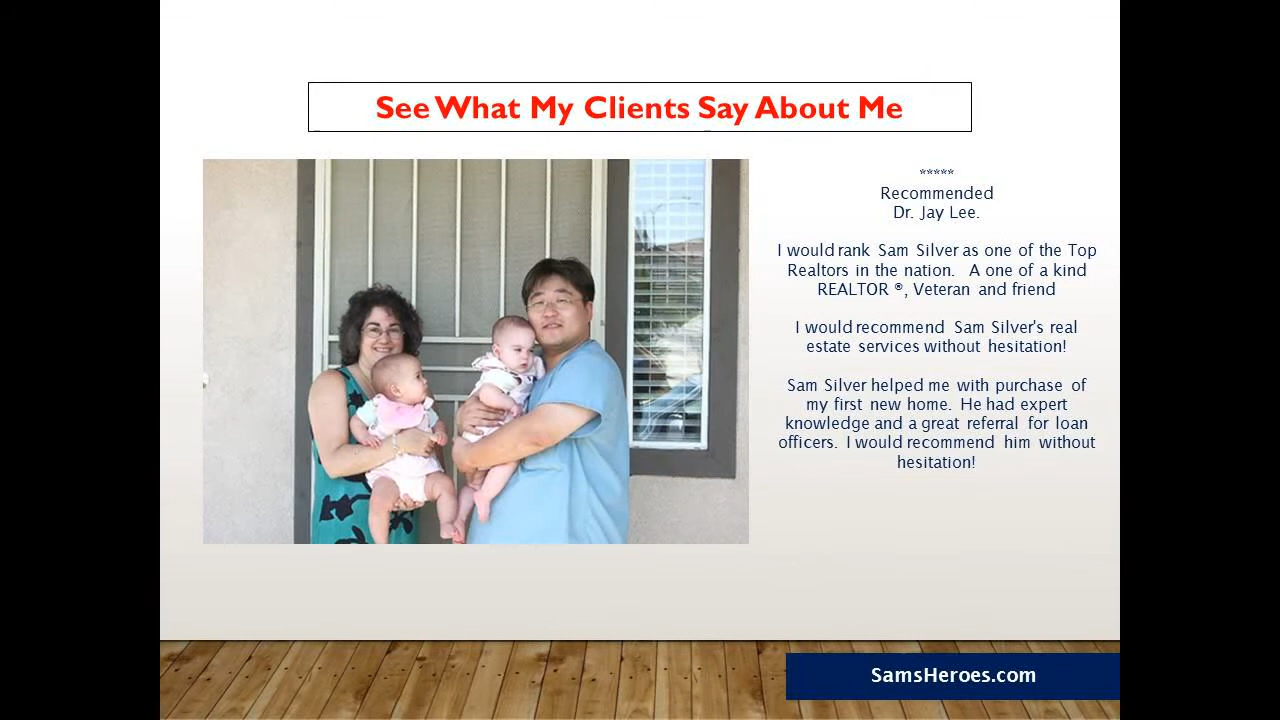 See What My Clients Say About Me
*****
Recommended
Dr. Jay Lee.
I would rank Sam Silver as one of the Top
Realtors in the nation. A one of a kind
REALTOR ®, Veteran and friend
I would recommend Sam Silver's real
estate services without hesitation!
Sam Silver helped me with purchase of
my first new home. He had expert
knowledge and a great referral for loan
officers. I would recommend him without
hesitation!
SamsHeroes.com